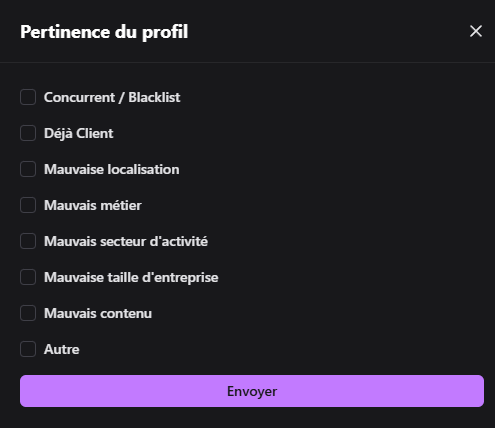 Pertinence du profil
Concurrent / Blacklist
Déjà Client
Mauvaise localisation
Mauvais métier
Mauvais secteur d'activité
Mauvaise taille d'entreprise
Mauvais contenu
Autre
Envoyer